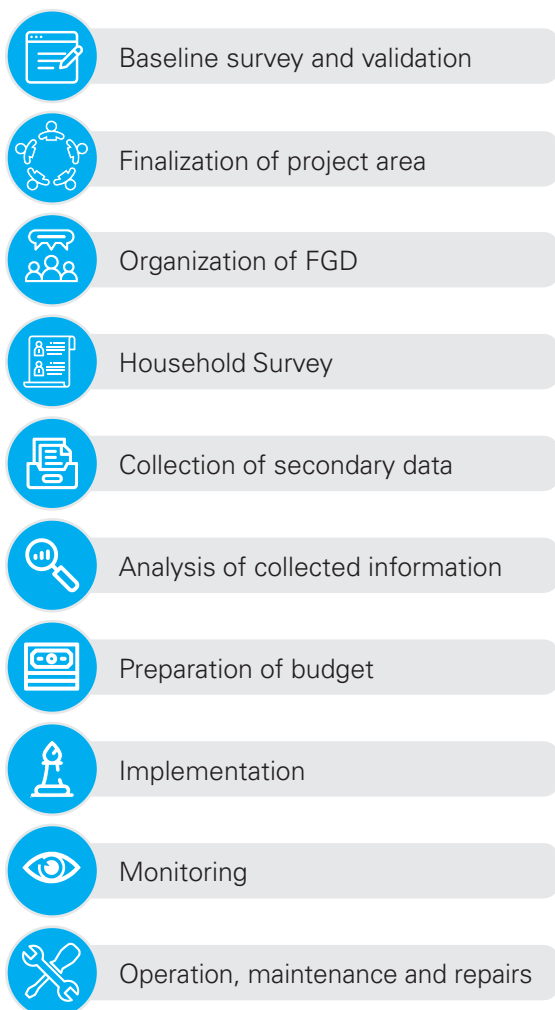 Baseline survey and validation
Finalization of project area
Organization of FGD
Household Survey
Collection of secondary data
Analysis of collected information
Preparation of budget
Implementation
Monitoring
Operation, maintenance and repairs